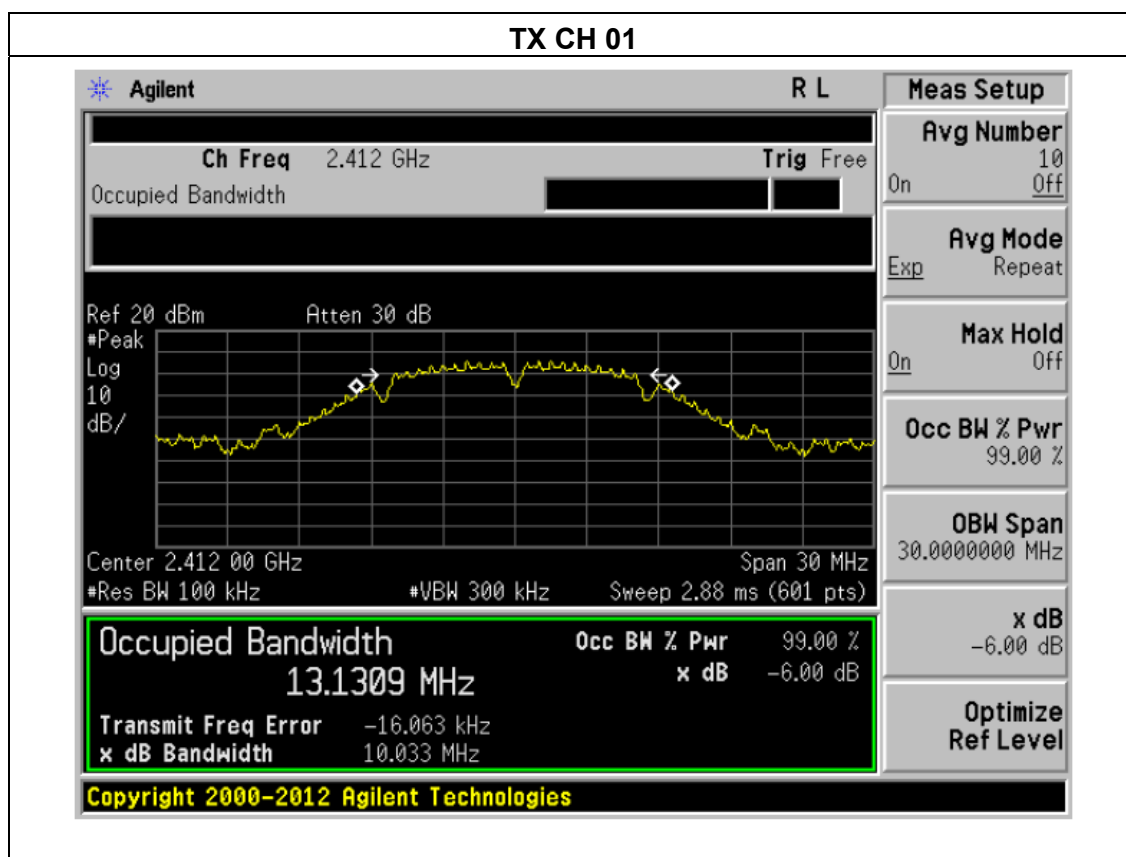 TX CH 01
Agilent R L
Ch Freq 2.412 GHz Trig Free
Occupied Bandwidth
Ref 20 dBm Atten 30 dB
#Peak
Log
10
dB/
Center 2.412 00 GHz Span 30 MHz
#Res BW 100 kHz #VBW 300 kHz Sweep 2.88 ms (601 pts)
Occupied Bandwidth Occ BW % Pwr 99.00 %
13.1309 MHz x dB -6.00 dB
Transmit Freq Error -16.063 kHz
x dB Bandwidth 10.033 MHz
Copyright 2000-2012 Agilent Technologies
Meas Setup
Avg Number
10
On Off
Avg Mode
Exp Repeat
Max Hold
On Off
Occ BW % Pwr
99.00 %
OBW Span
30.0000000 MHz
x dB
-6.00 dB
Optimize
Ref Level